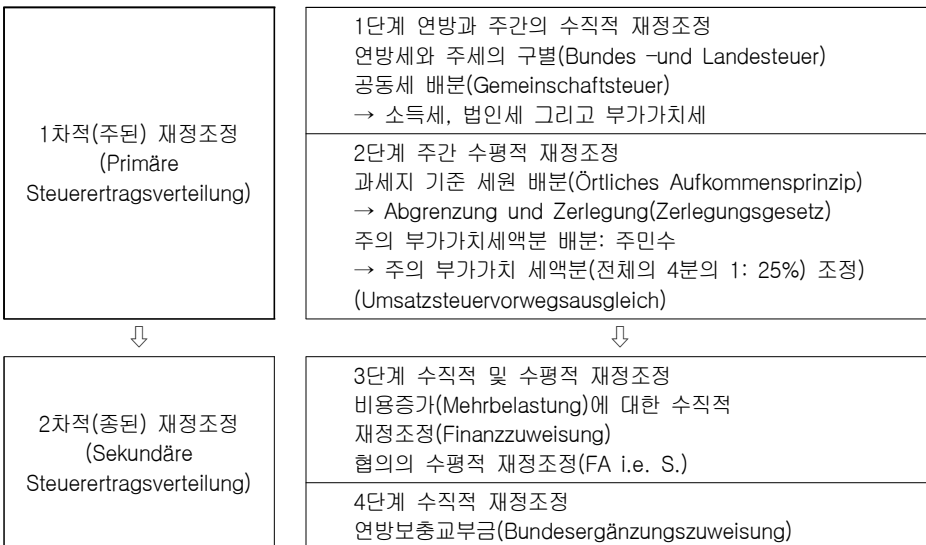 1차적(주된) 재정조정
(Primäre
Steuerertragsverteilung)
1단계 연방과 주간의 수직적 재정조정
연방세와 주세의 구별(Bundes -und Landesteuer)
공동세 배분(Gemeinschaftsteuer)
→ 소득세, 법인세 그리고 부가가치세
2단계 주간 수평적 재정조정
과세지 기준 세원 배분(Örtliches Aufkommensprinzip)
→ Abgrenzung und Zerlegung(Zerlegungsgesetz)
주의 부가가치세액분 배분: 주민수
→ 주의 부가가치 세액분(전체의 4분의 1: 25%) 조정)
(Umsatzsteuervorwegsausgleich)
⇩ ⇩
2차적(종된) 재정조정
(Sekundäre
Steuerertragsverteilung)
3단계 수직적 및 수평적 재정조정
비용증가(Mehrbelastung)에 대한 수직적
재정조정(Finanzzuweisung)
협의의 수평적 재정조정(FA i.e. S.)
4단계 수직적 재정조정
연방보충교부금(Bundesergänzungszuweisung)